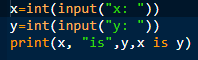 x=int(input("x: "))
y=int(input("y: "))
print(x, "is",y,x is y)